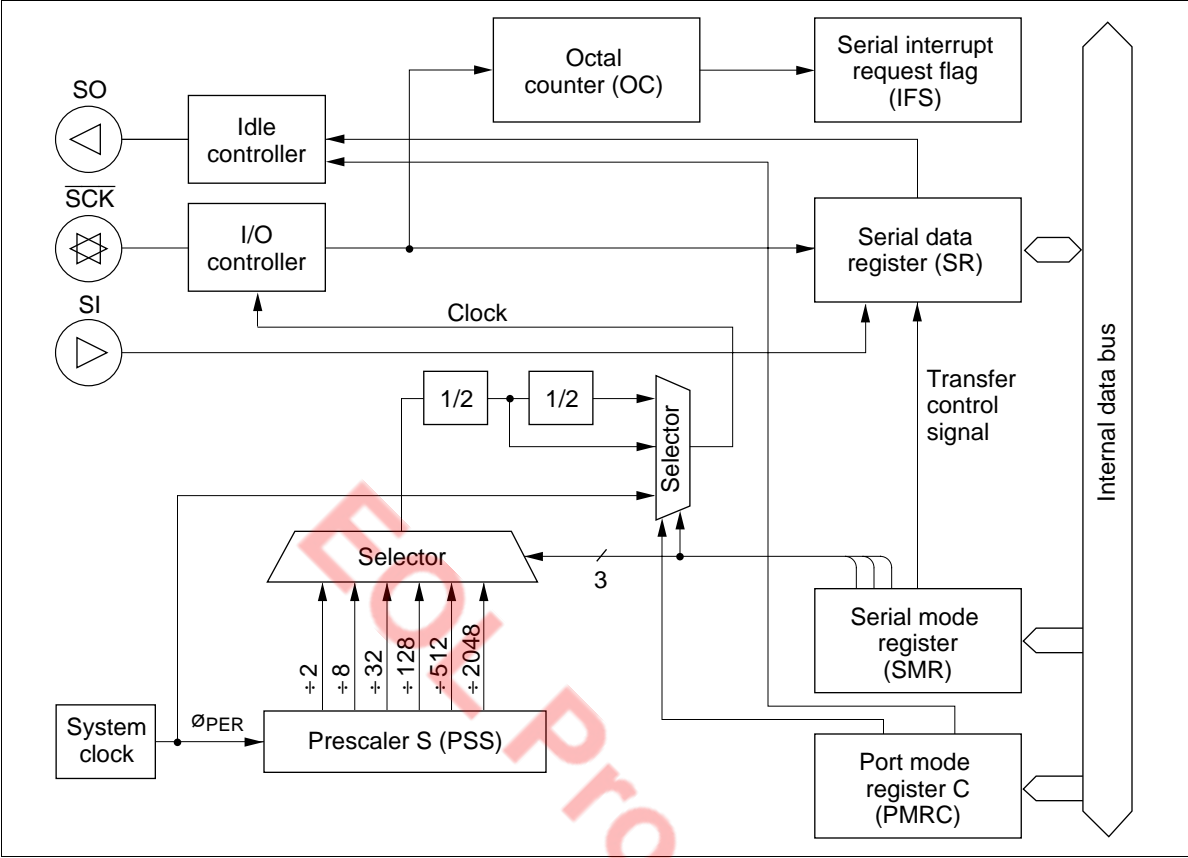 Octal
counter (OC)
Serial interrupt
request flag
(IFS)
SO
Idle
controller
SCK
I/O
controller
Serial data
register (SR)
SI
Clock
Transfer
control
signal
Internal data bus
1/2
1/2
Selector
Selector
3
÷2
÷8
÷32
÷128
÷512
÷2048
Serial mode
register
(SMR)
System
clock
øPER
Prescaler S (PSS)
Port mode
register C
(PMRC)
EOL Pro